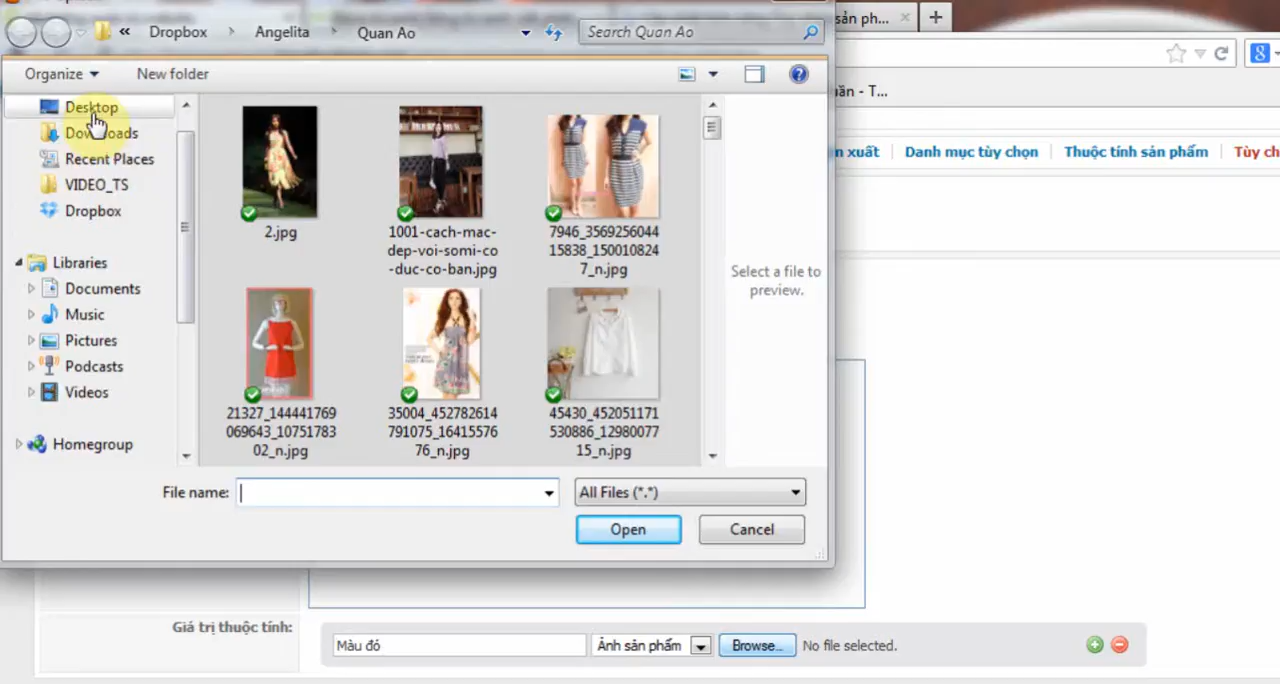 « Dropbox Angelita Quan Ao
Search Quan Ao
sản ph...
Organize
New folder
ần - T...
Desktop
Downloads
Recent Places
VIDEO_TS
Dropbox
Libraries
Documents
Music
Pictures
Podcasts
Videos
Homegroup
2.jpg
1001-cach-mac-
dep-voi-somi-co
-duc-co-ban.jpg
7946_3569256044
15838_150010824
7_n.jpg
21327_144441769
069643_10751783
02_n.jpg
35004_452782614
791075_16415576
76_n.jpg
45430_452051171
530886_12980077
15_n.jpg
Select a file to
preview.
n xuất Danh mục tùy chọn Thuộc tính sản phẩm Tùy ch
File name:
All Files (*.*)
Open
Cancel
Giá trị thuộc tính:
Màu đỏ
Ảnh sản phẩm
Browse...
No file selected.